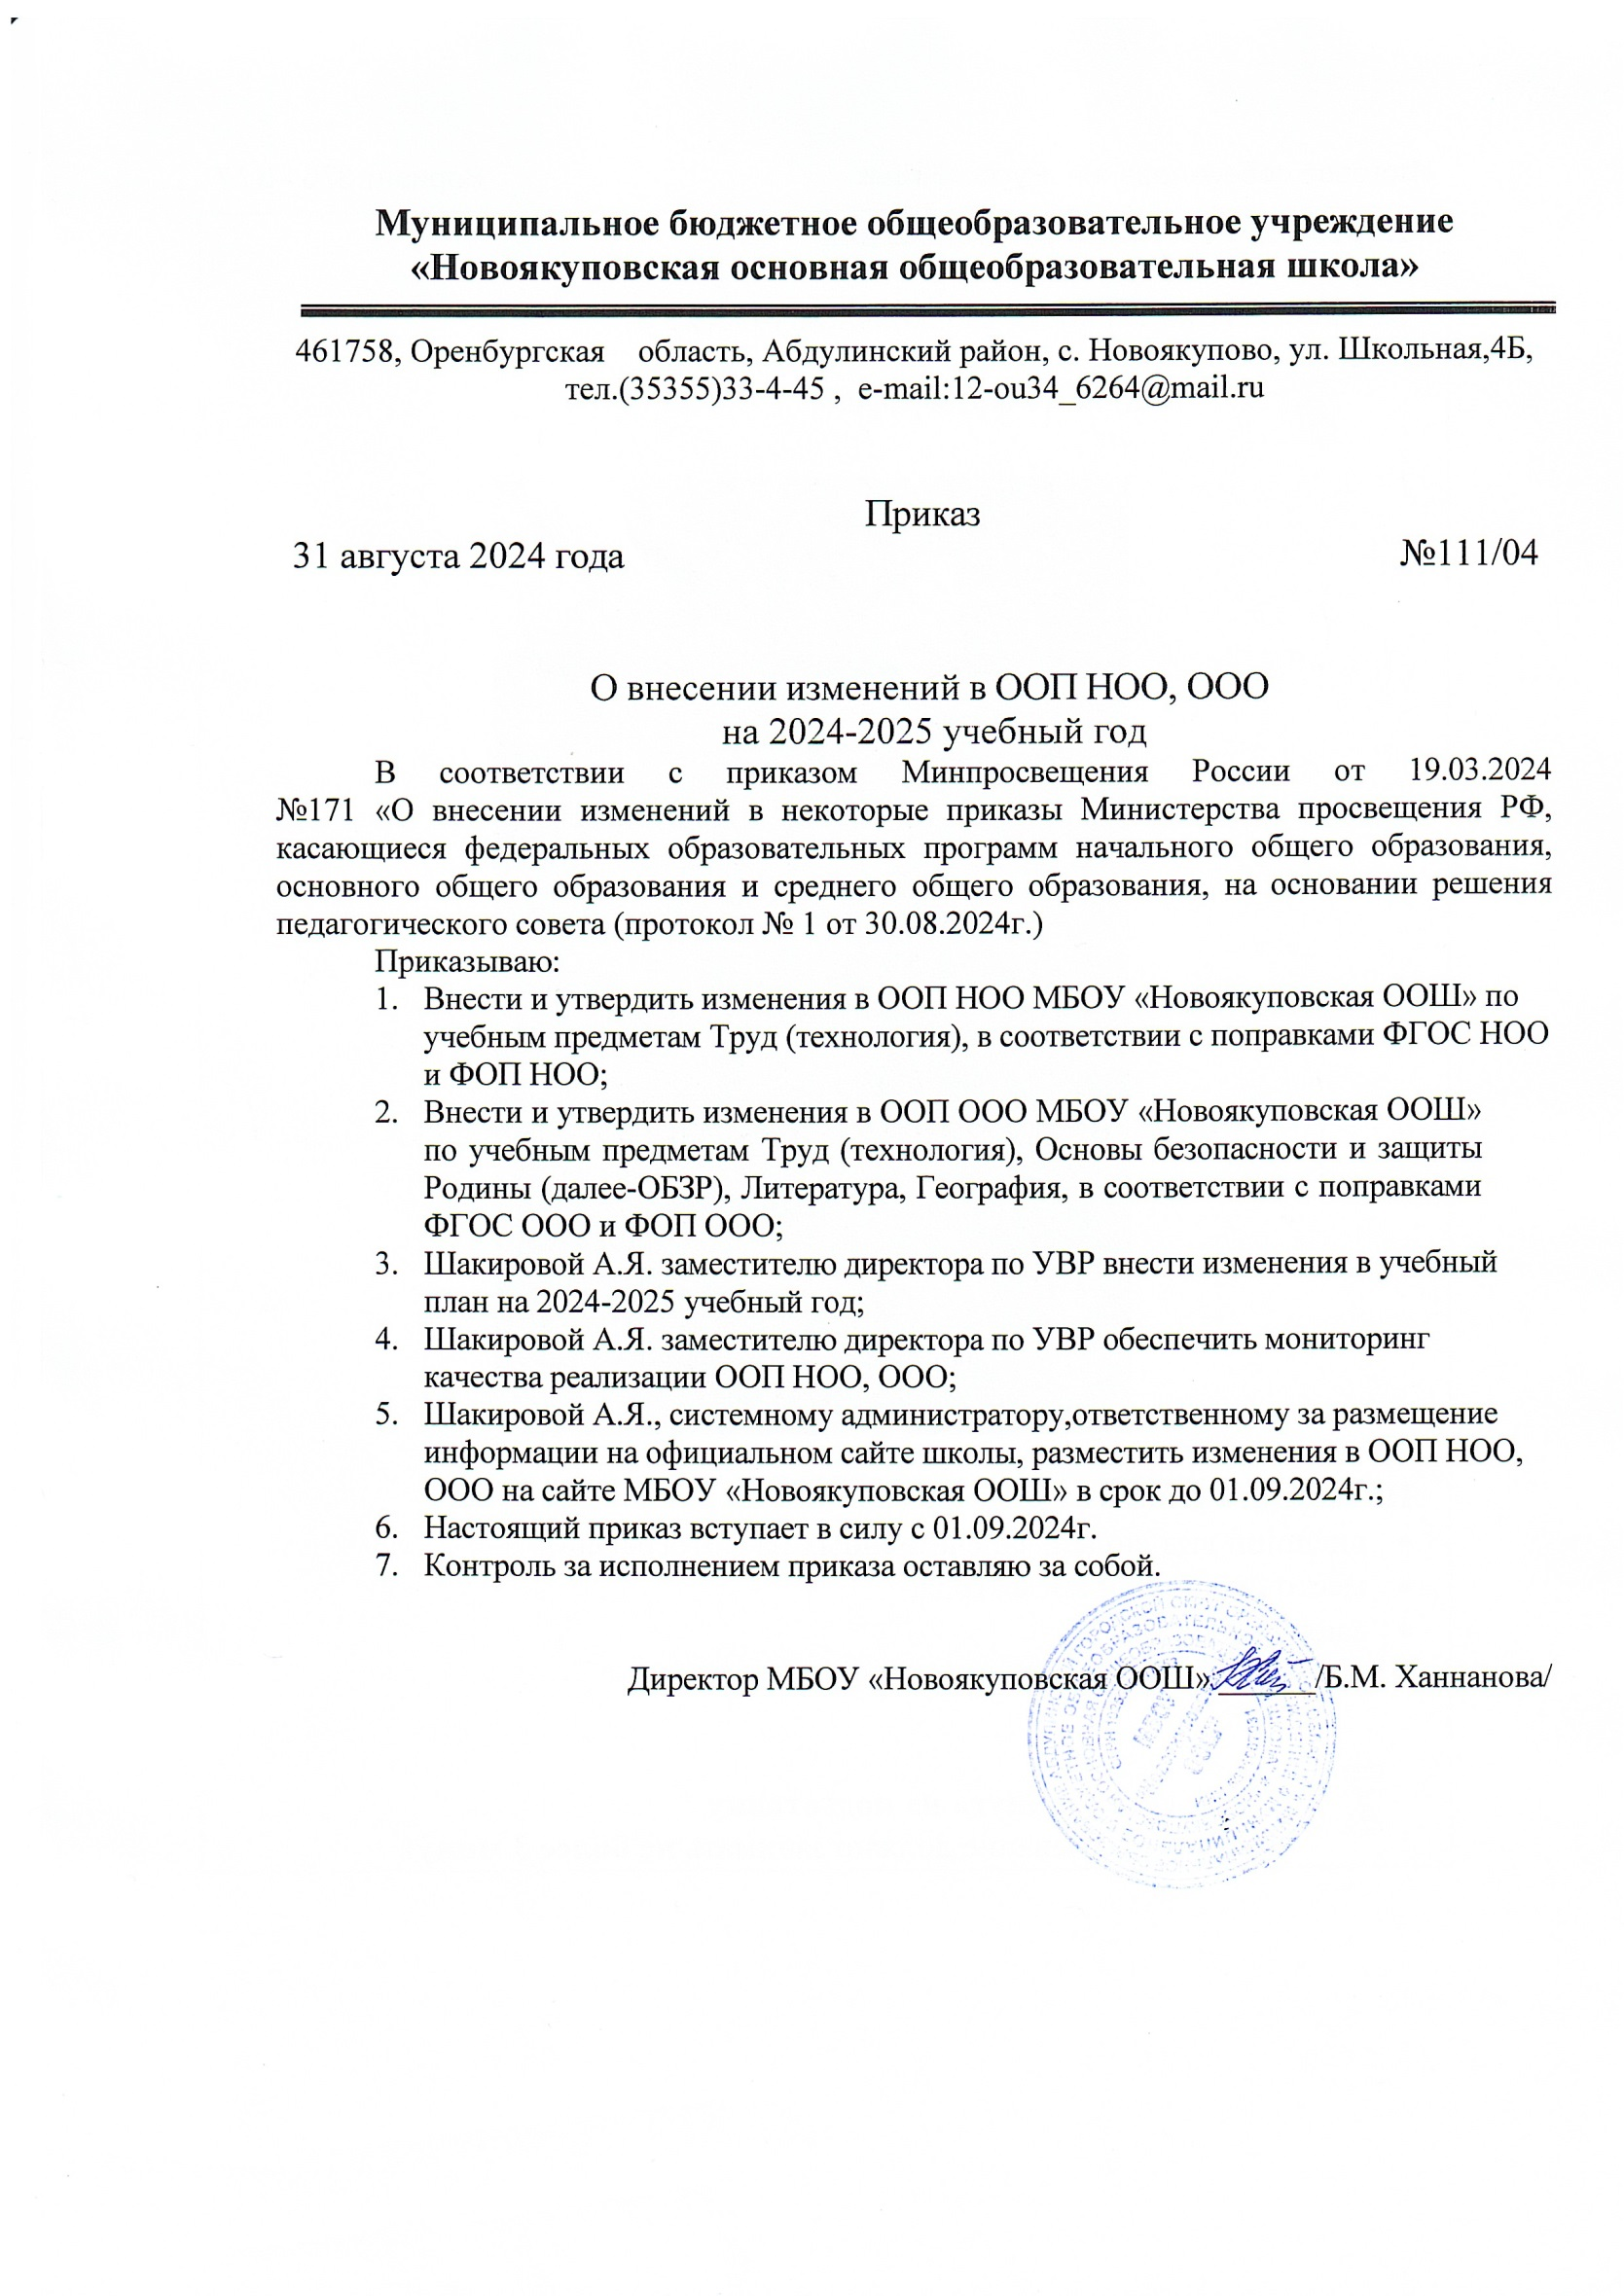 Муниципальное бюджетное общеобразовательное учреждение
«Новоякуповская основная общеобразовательная школа»
461758, Оренбургская область, Абдулинский район, с. Новоякупово, ул. Школьная,4Б,
тел.(35355)33-4-45 , e-mail:12-ou34_6264@mail.ru
Приказ
31 августа 2024 года №111/04
О внесении изменений в ООП НОО, ООО
на 2024-2025 учебный год
В соответствии с приказом Минпросвещения России от 19.03.2024
№171 «О внесении изменений в некоторые приказы Министерства просвещения РФ,
касающиеся федеральных образовательных программ начального общего образования,
основного общего образования и среднего общего образования, на основании решения
педагогического совета (протокол № 1 от 30.08.2024г.)
Приказываю:
1. Внести и утвердить изменения в ООП НОО МБОУ «Новоякуповская ООШ» по
учебным предметам Труд (технология), в соответствии с поправками ФГОС НОО
и ФОП НОО;
2. Внести и утвердить изменения в ООП ООО МБОУ «Новоякуповская ООШ»
по учебным предметам Труд (технология), Основы безопасности и защиты
Родины (далее-ОБЗР), Литература, География, в соответствии с поправками
ФГОС ООО и ФОП ООО;
3. Шакировой А.Я. заместителю директора по УВР внести изменения в учебный
план на 2024-2025 учебный год;
4. Шакировой А.Я. заместителю директора по УВР обеспечить мониторинг
качества реализации ООП НОО, ООО;
5. Шакировой А.Я., системному администратору,ответственному за размещение
информации на официальном сайте школы, разместить изменения в ООП НОО,
ООО на сайте МБОУ «Новоякуповская ООШ» в срок до 01.09.2024г.;
6. Настоящий приказ вступает в силу с 01.09.2024г.
7. Контроль за исполнением приказа оставляю за собой.
Директор МБОУ «Новоякуповская ООШ»:______/Б.М. Ханнанова/